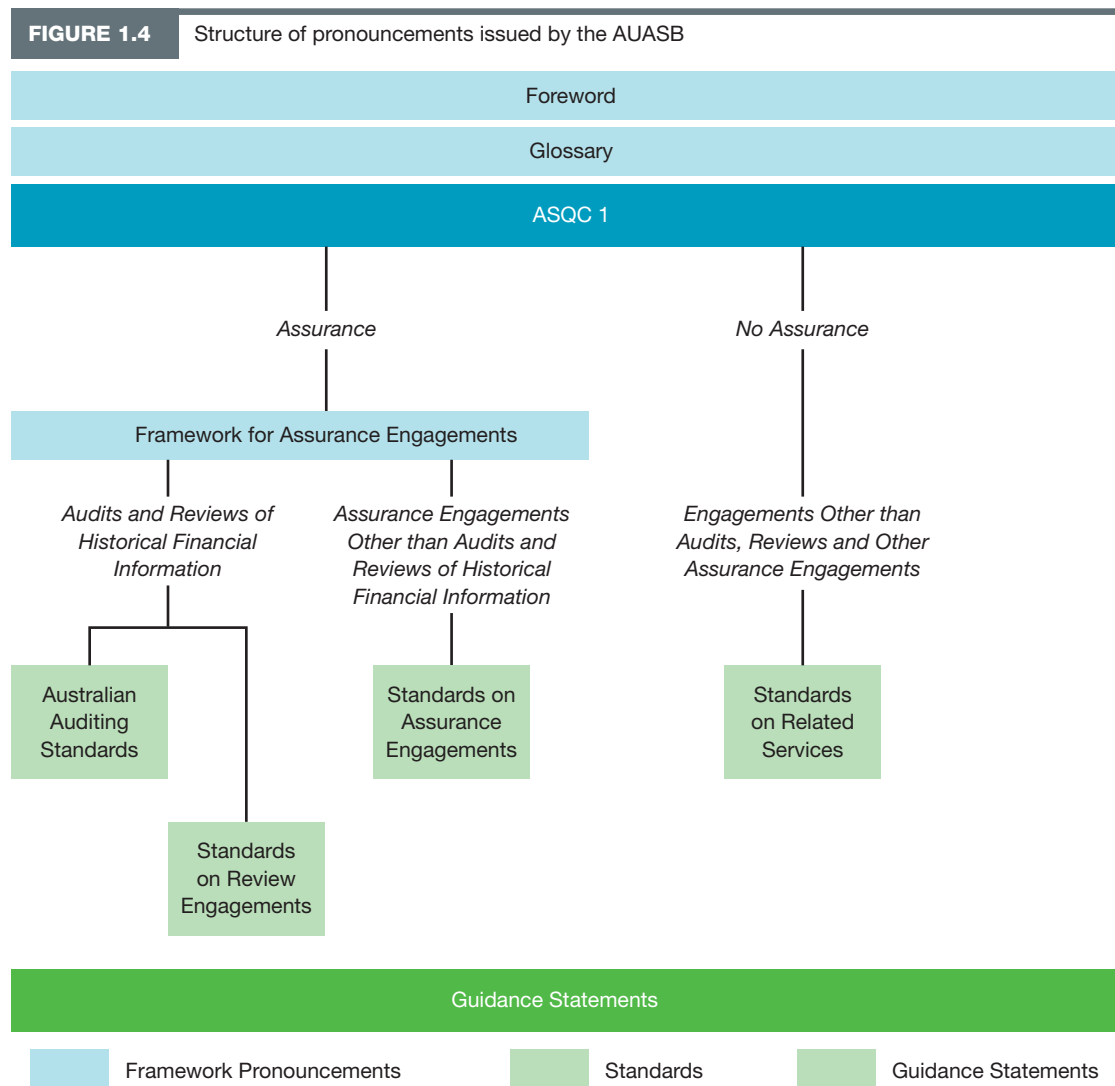 FIGURE 1.4 Structure of pronouncements issued by the AUASB
Foreword
Glossary
ASQC 1
Assurance
No Assurance
Framework for Assurance Engagements
Audits and Reviews of
Historical Financial
Information
Assurance Engagements
Other than Audits and
Reviews of Historical
Financial Information
Engagements Other than
Audits, Reviews and Other
Assurance Engagements
Australian
Auditing
Standards
Standards on
Assurance
Engagements
Standards
on Related
Services
Standards
on Review
Engagements
Guidance Statements
Framework Pronouncements
Standards
Guidance Statements